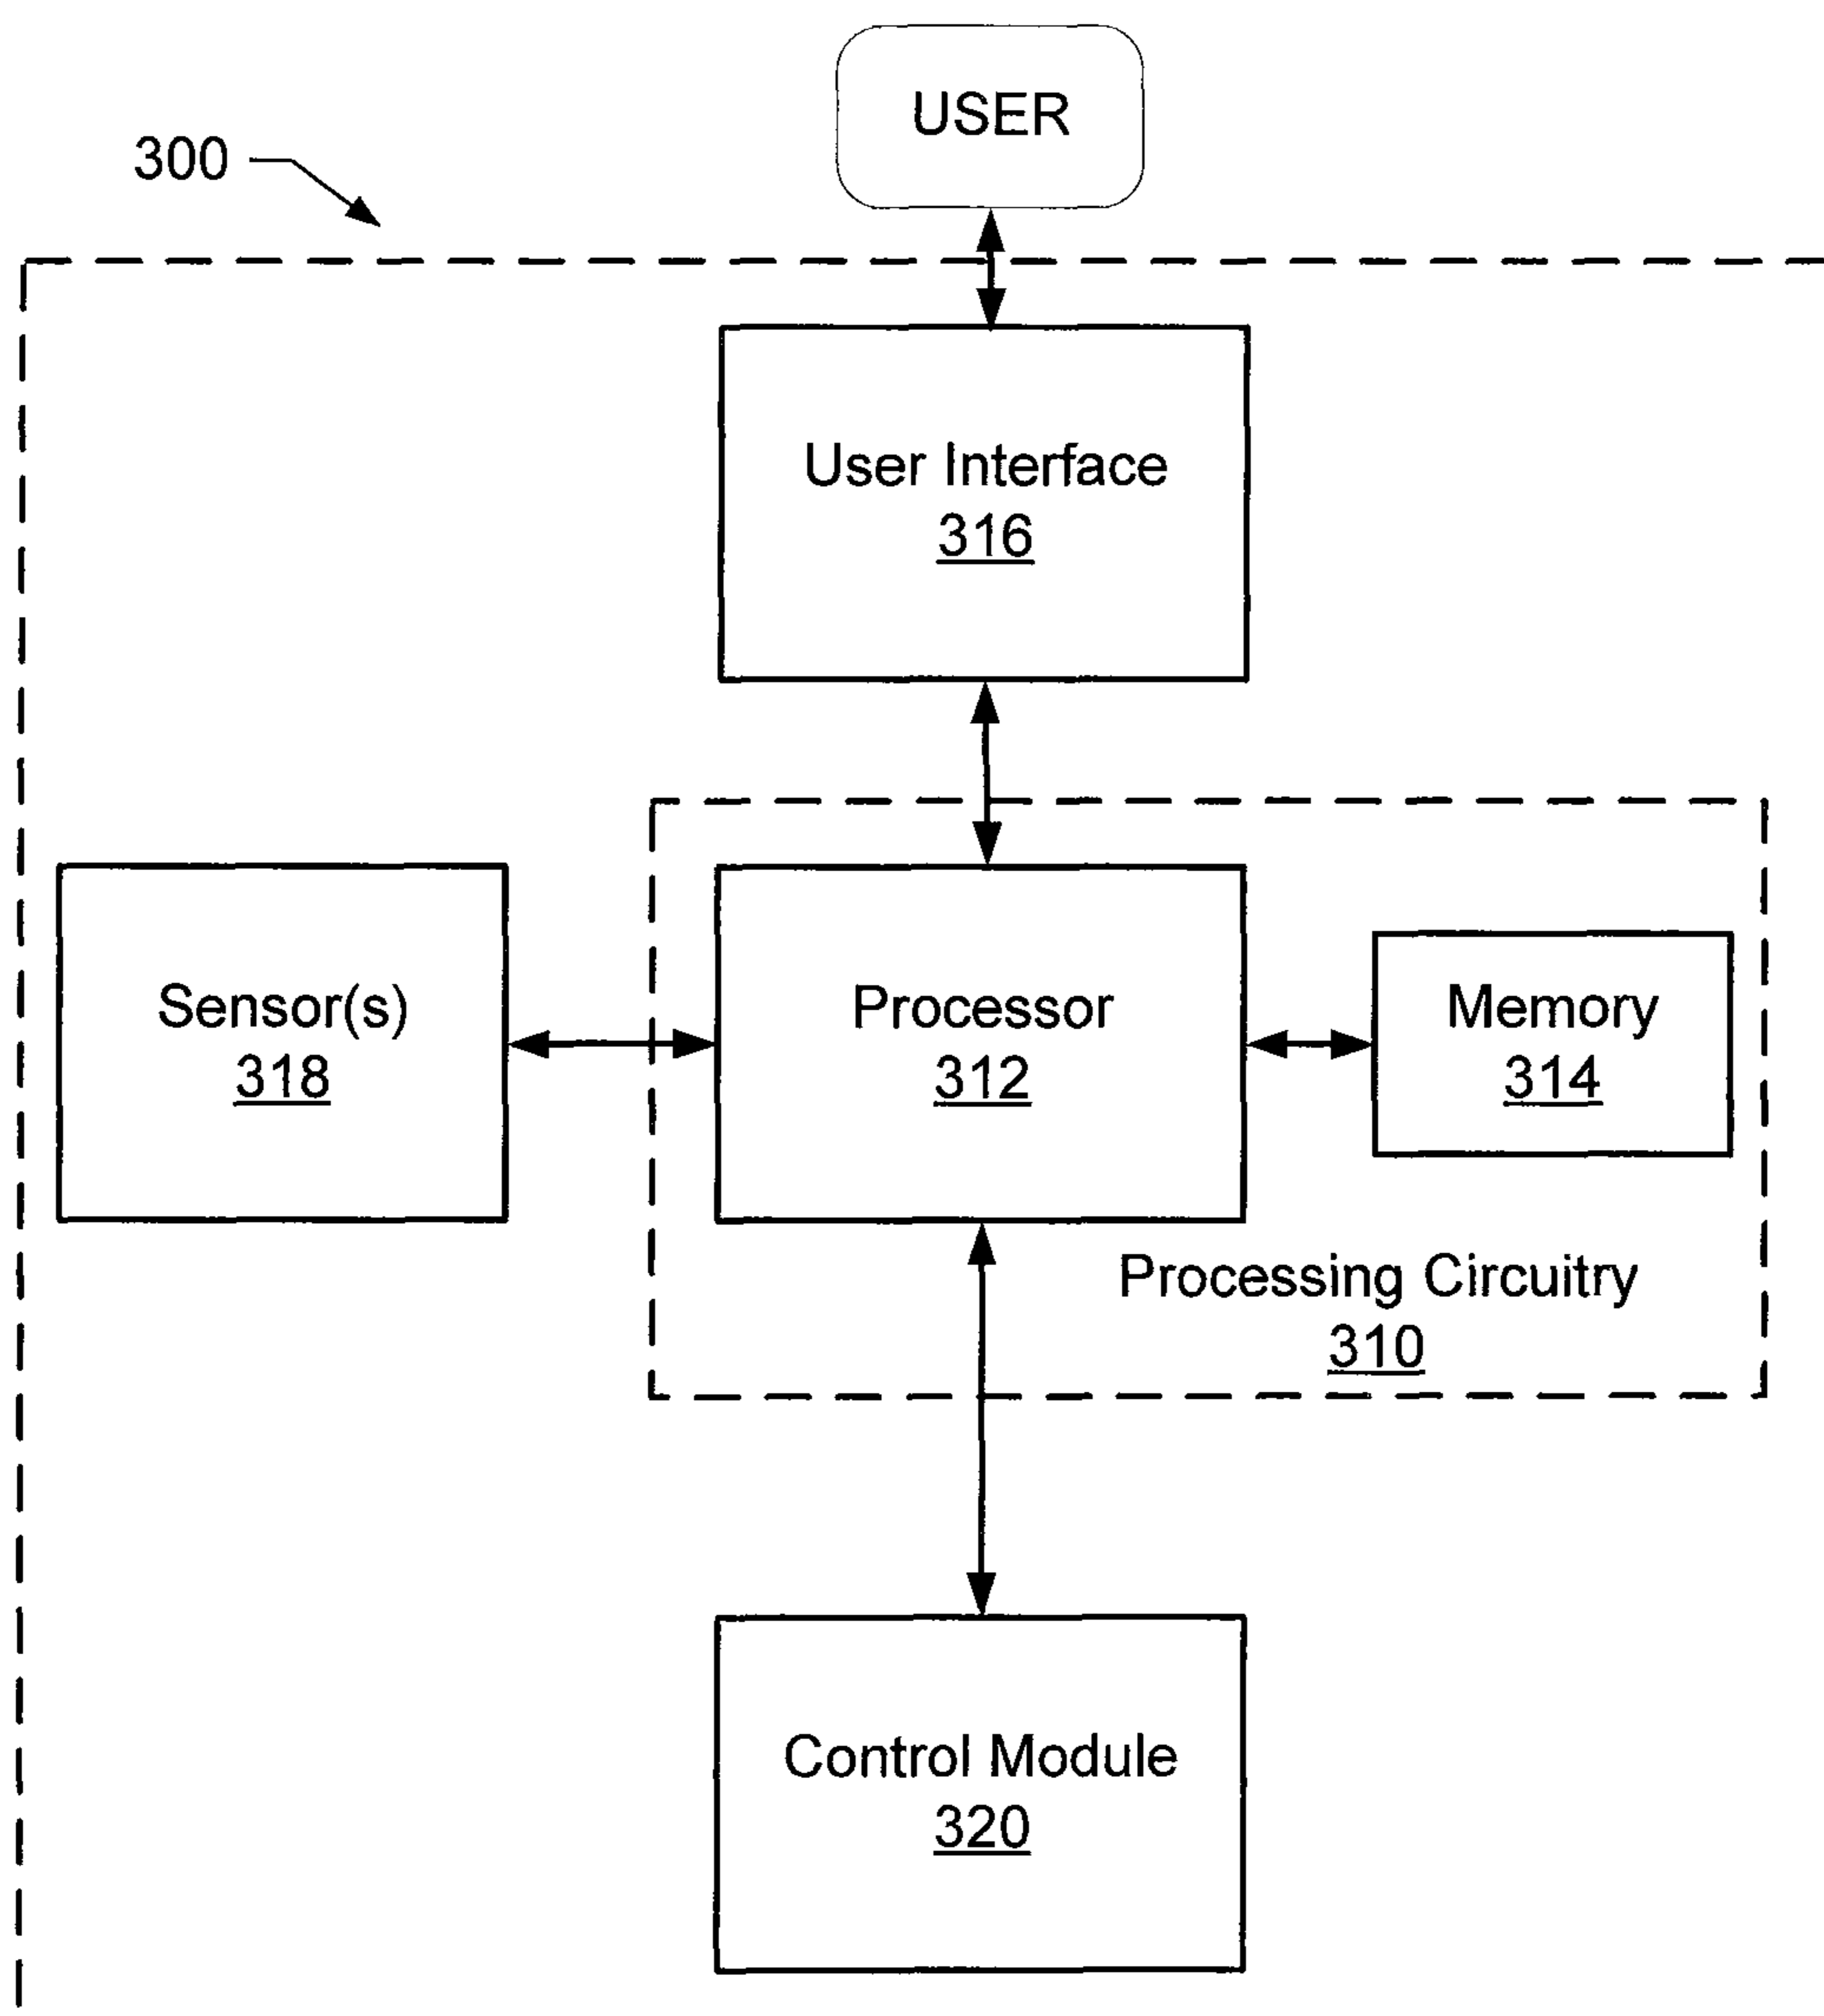 USER
300
User Interface
316
Sensor(s)
318
Processor
312
Memory
314
Processing Circuitry
310
Control Module
320